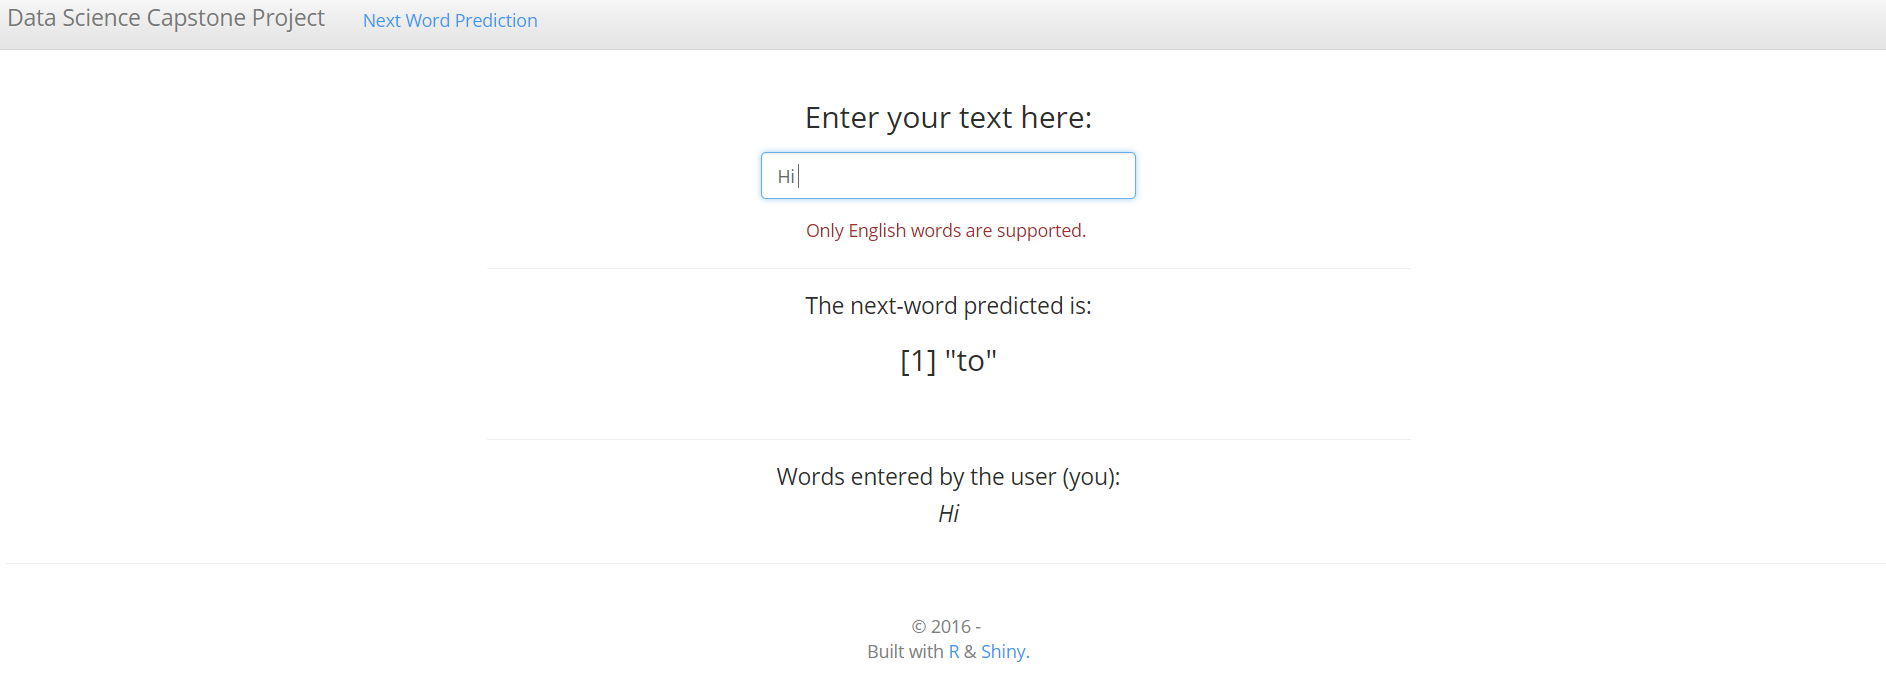 Data Science Capstone Project Next Word Prediction
Enter your text here:
Hi
Only English words are supported.
The next-word predicted is:
[1] "to"
Words entered by the user (you):
Hi
© 2016 -
Built with R & Shiny.